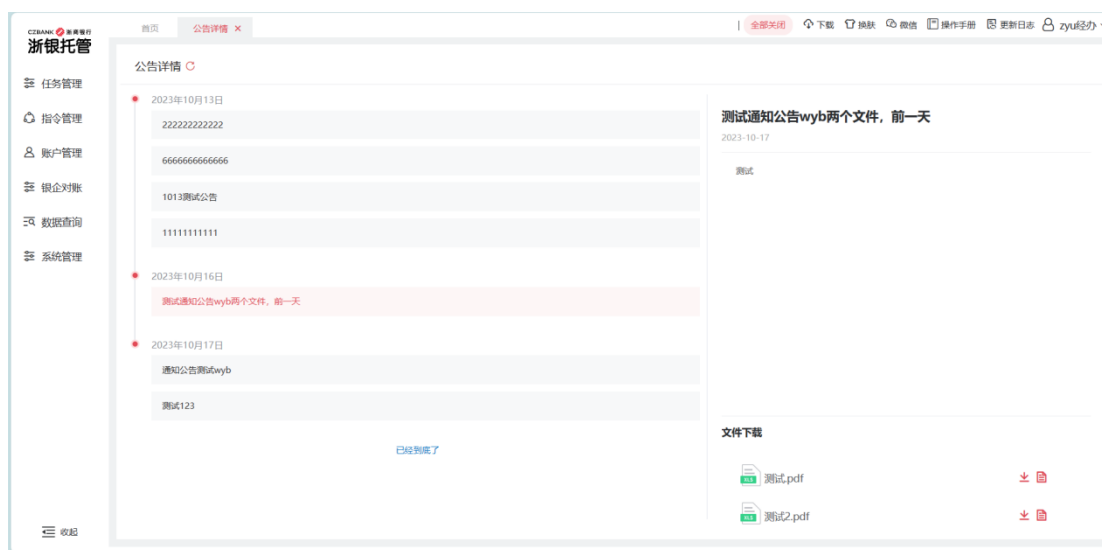 CZBANK 浙商银行
浙银托管
首页 公告详情 ×
全部关闭 下载 换肤 微信 操作手册 更新日志 zyu经办
任务管理
指令管理
账户管理
银企对账
数据查询
系统管理
收起
公告详情
2023年10月13日
222222222222
6666666666666
1013测试公告
11111111111
2023年10月16日
测试通知公告wyb两个文件，前一天
2023年10月17日
通知公告测试wyb
测试123
已经到底了
测试通知公告wyb两个文件，前一天
2023-10-17
测试
文件下载
XLS 测试.pdf
XLS 测试2.pdf